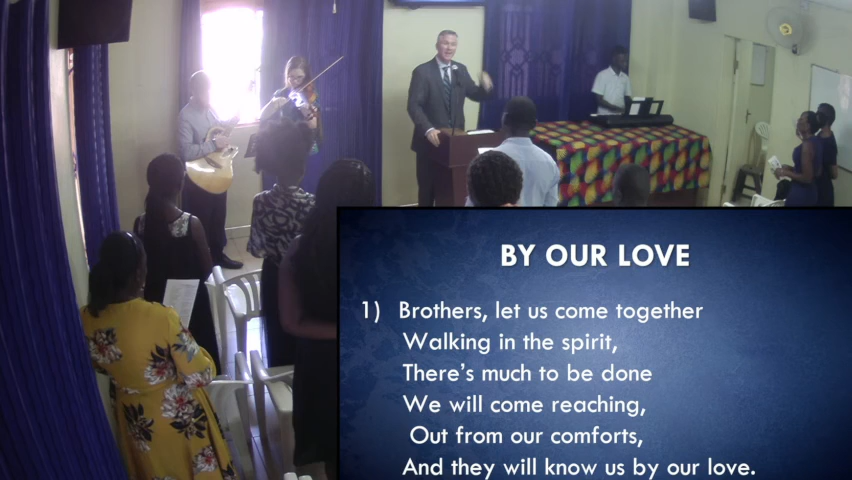 BY OUR LOVE
1) Brothers, let us come together
Walking in the spirit,
There's much to be done
We will come reaching,
Out from our comforts,
And they will know us by our love.